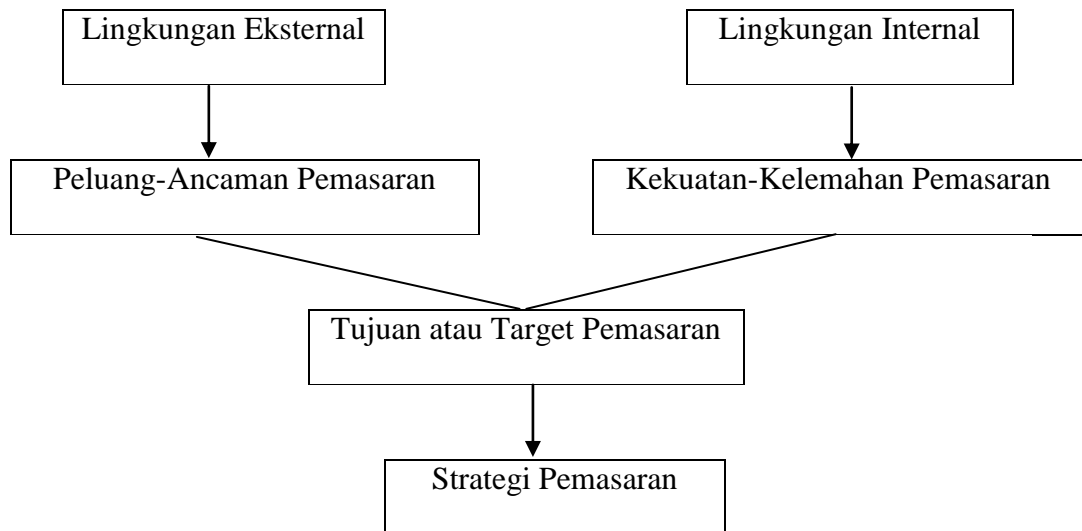 Lingkungan Eksternal
Lingkungan Internal
Peluang-Ancaman Pemasaran
Kekuatan-Kelemahan Pemasaran
Tujuan atau Target Pemasaran
Strategi Pemasaran